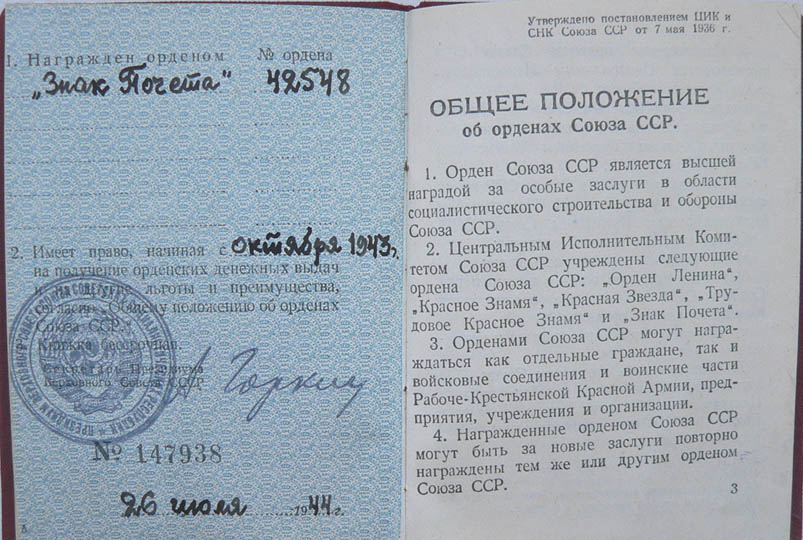 1. Награжден орденом № ордена
„Знак Почета“ 42548
2. Имеет право, начиная с октября 1943 г.
на получение орденских денежных выдач
и льготы и преимущества,
согласно „Общему положению об орденах
Союза ССР“.
Книжка бессрочная.
Секретарь Президиума
Верховного Совета СССР
А Горкин
№ 147938
26 июля 1944 г.
Утверждено постановлением ЦИК и
СНК Союза ССР от 7 мая 1936 г.
ОБЩЕЕ ПОЛОЖЕНИЕ
об орденах Союза ССР.
1. Орден Союза ССР является высшей
наградой за особые заслуги в области
социалистического строительства и обороны
Союза ССР.
2. Центральным Исполнительным Коми-
тетом Союза ССР учреждены следующие
ордена Союза ССР: „Орден Ленина“,
„Красное Знамя“, „Красная Звезда“, „Тру-
довое Красное Знамя“ и „Знак Почета“.
3. Орденами Союза ССР могут награ-
ждаться как отдельные граждане, так и
войсковые соединения и воинские части
Рабоче-Крестьянской Красной Армии, пред-
приятия, учреждения и организации.
4. Награжденные орденом Союза ССР
могут быть за новые заслуги повторно
награждены тем же или другим орденом
Союза ССР.
3